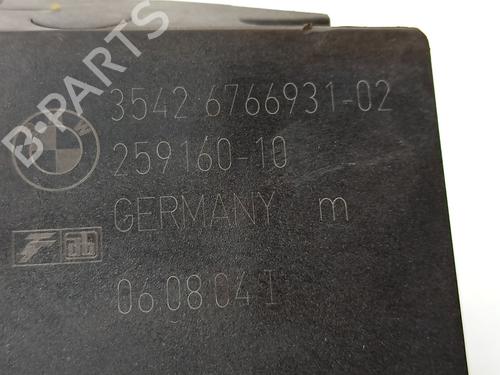 B-PARTS
3542 6766931-02
259160-10
GERMANY m
06.08.04 I